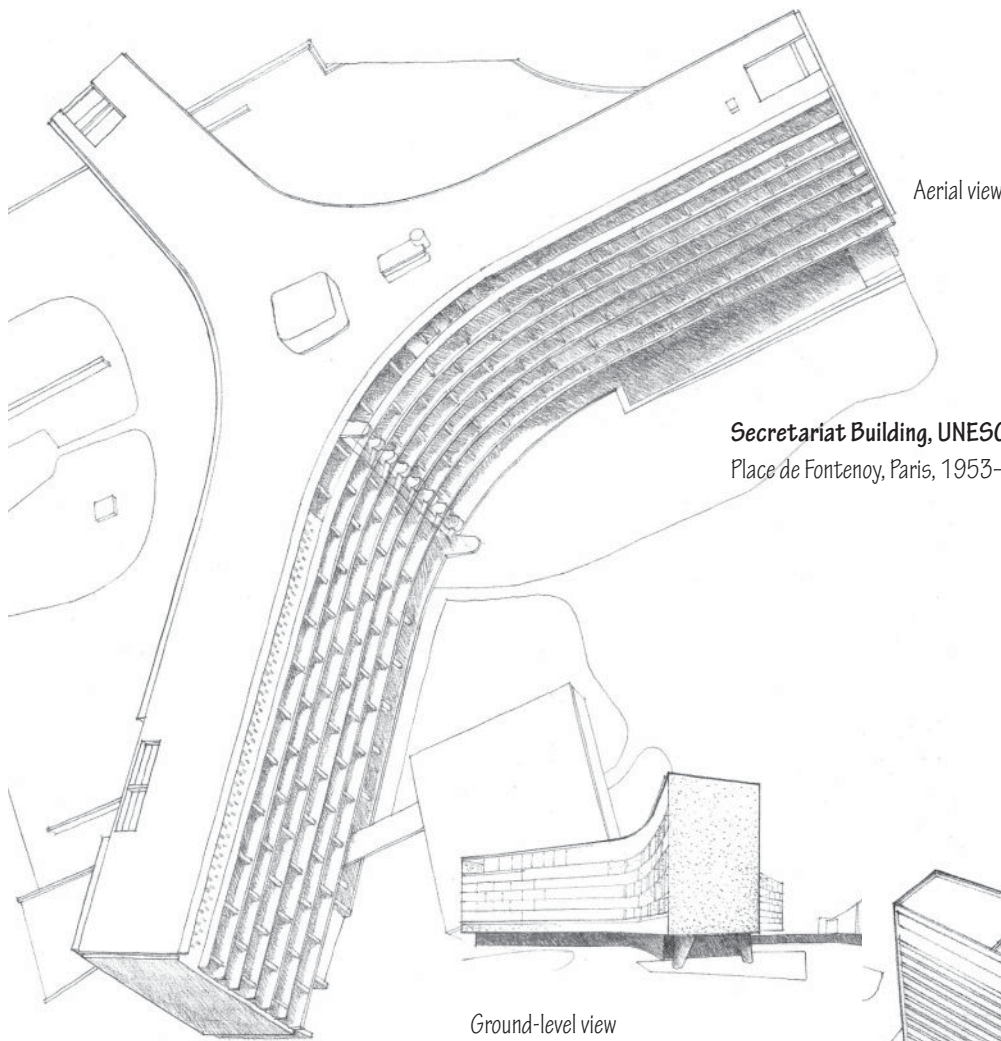 Aerial view
Secretariat Building, UNESC
Place de Fontenoy, Paris, 1953–
Ground-level view